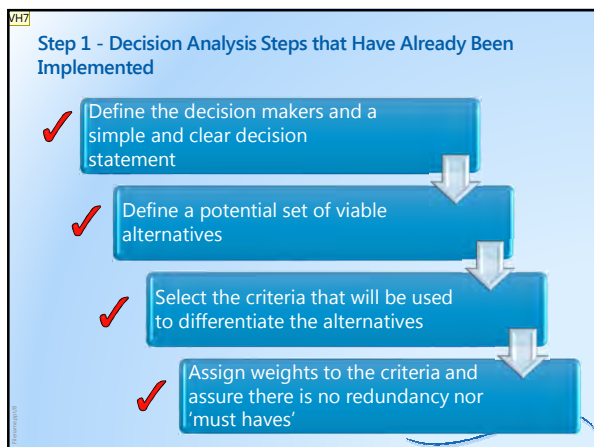 VH7
Step 1 - Decision Analysis Steps that Have Already Been
Implemented
Define the decision makers and a
simple and clear decision
statement
Define a potential set of viable
alternatives
Select the criteria that will be used
to differentiate the alternatives
Assign weights to the criteria and
assure there is no redundancy nor
'must haves'